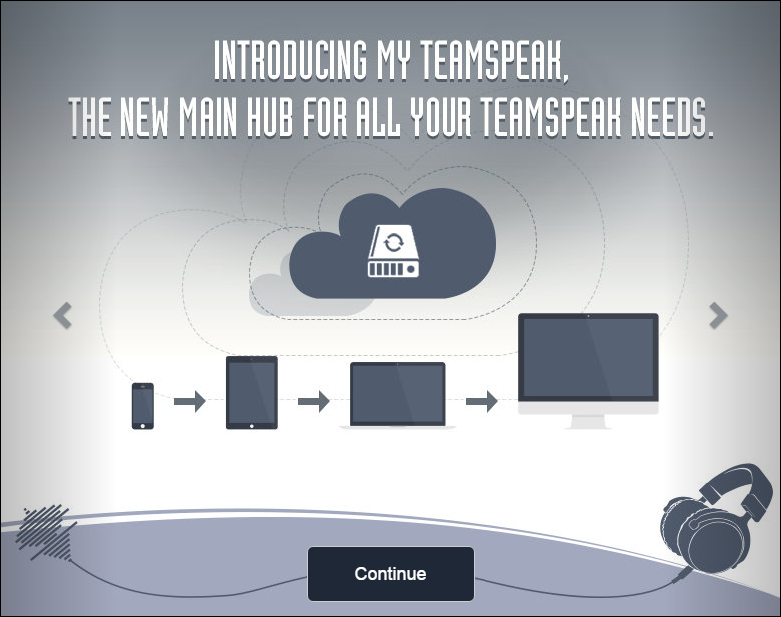 INTRODUCING MY TEAMSPEAK,
THE NEW MAIN HUB FOR ALL YOUR TEAMSPEAK NEEDS.
Continue